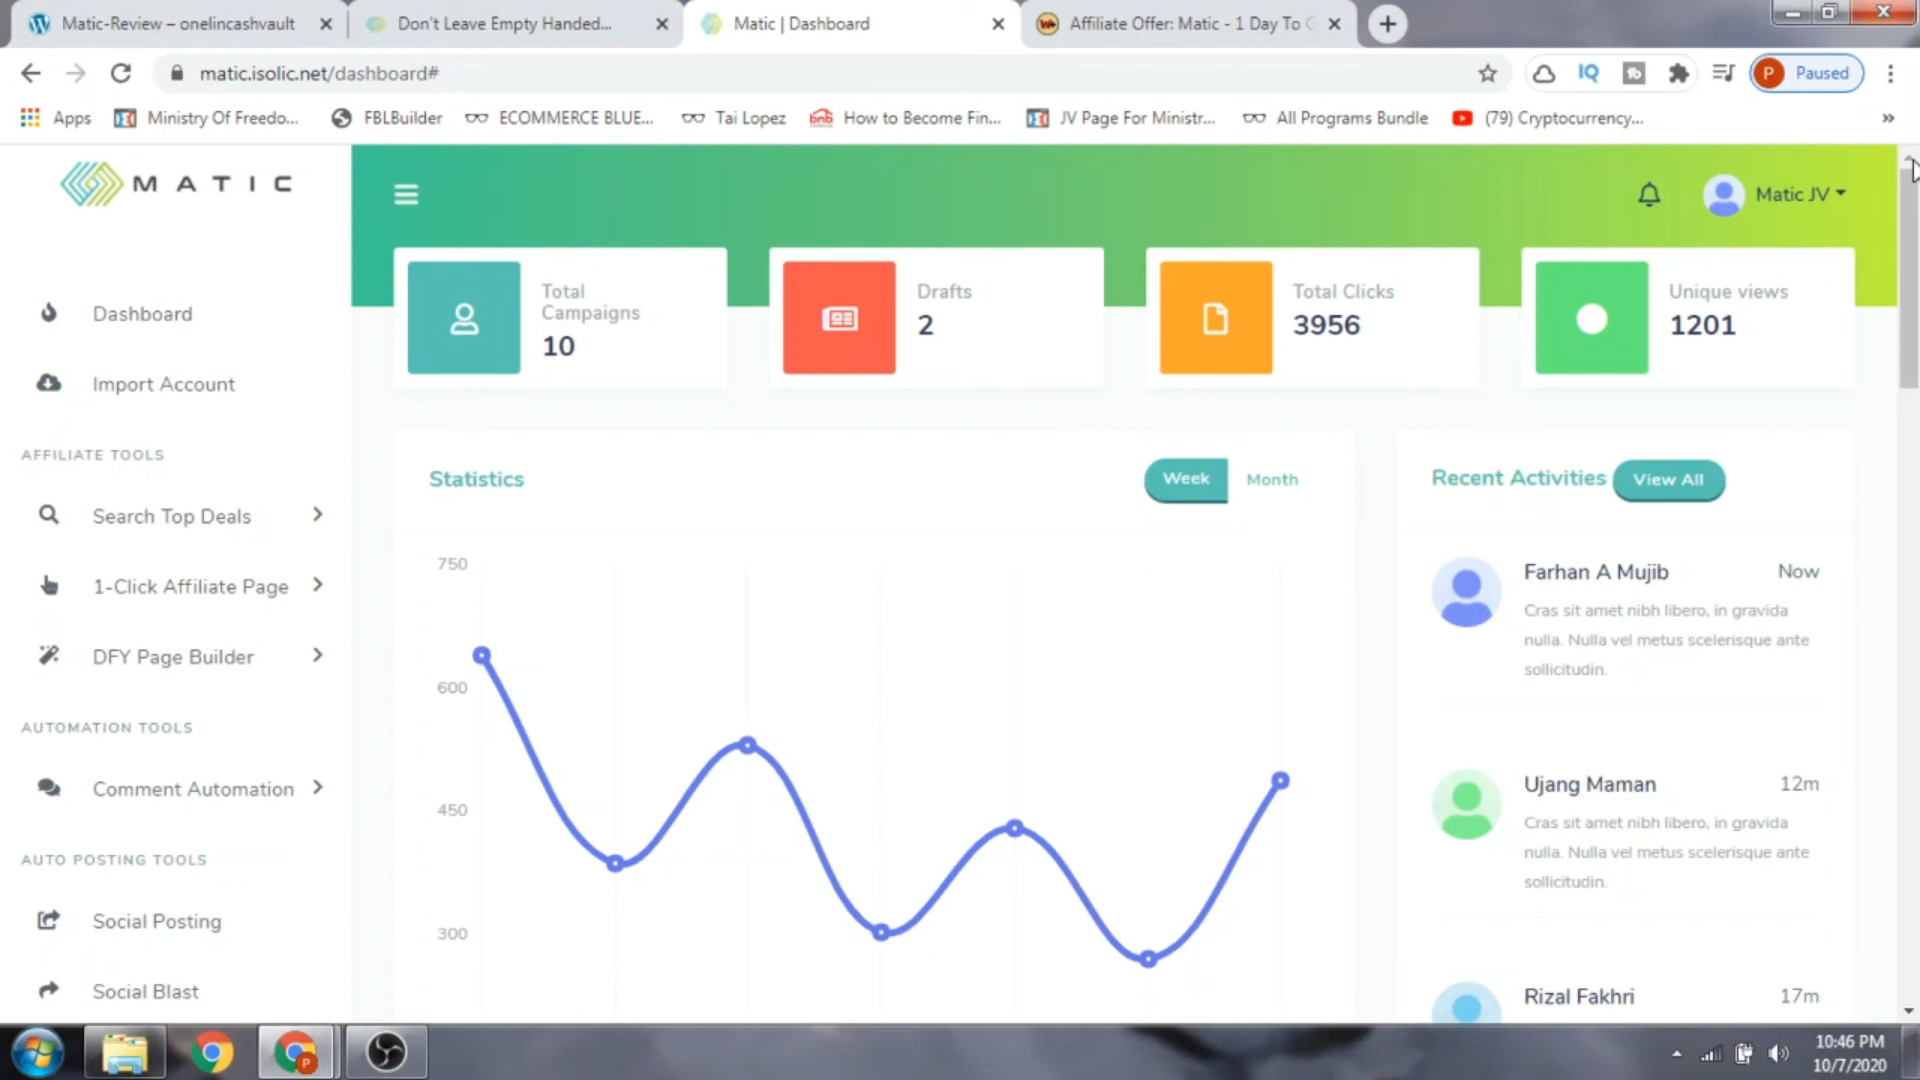 Matic-Review – onelincashvault
Don't Leave Empty Handed...
Matic | Dashboard
Affiliate Offer: Matic - 1 Day To G
matic.isolic.net/dashboard#
IQ
tb
P
Paused
Apps
Ministry Of Freedo...
FBLBuilder
ECOMMERCE BLUE...
Tai Lopez
bnb
How to Become Fin...
JV Page For Ministr...
All Programs Bundle
(79) Cryptocurrency...
MATIC
Matic JV
Dashboard
Import Account
AFFILIATE TOOLS
Search Top Deals
1-Click Affiliate Page
DFY Page Builder
AUTOMATION TOOLS
Comment Automation
AUTO POSTING TOOLS
Social Posting
Social Blast
Total
Campaigns
10
Drafts
2
Total Clicks
3956
Unique views
1201
Statistics
Week
Month
750
600
450
300
Recent Activities
View All
Farhan A Mujib
Now
Cras sit amet nibh libero, in gravida
nulla. Nulla vel metus scelerisque ante
sollicitudin.
Ujang Maman
12m
Cras sit amet nibh libero, in gravida
nulla. Nulla vel metus scelerisque ante
sollicitudin.
Rizal Fakhri
17m
P
10:46 PM
10/7/2020